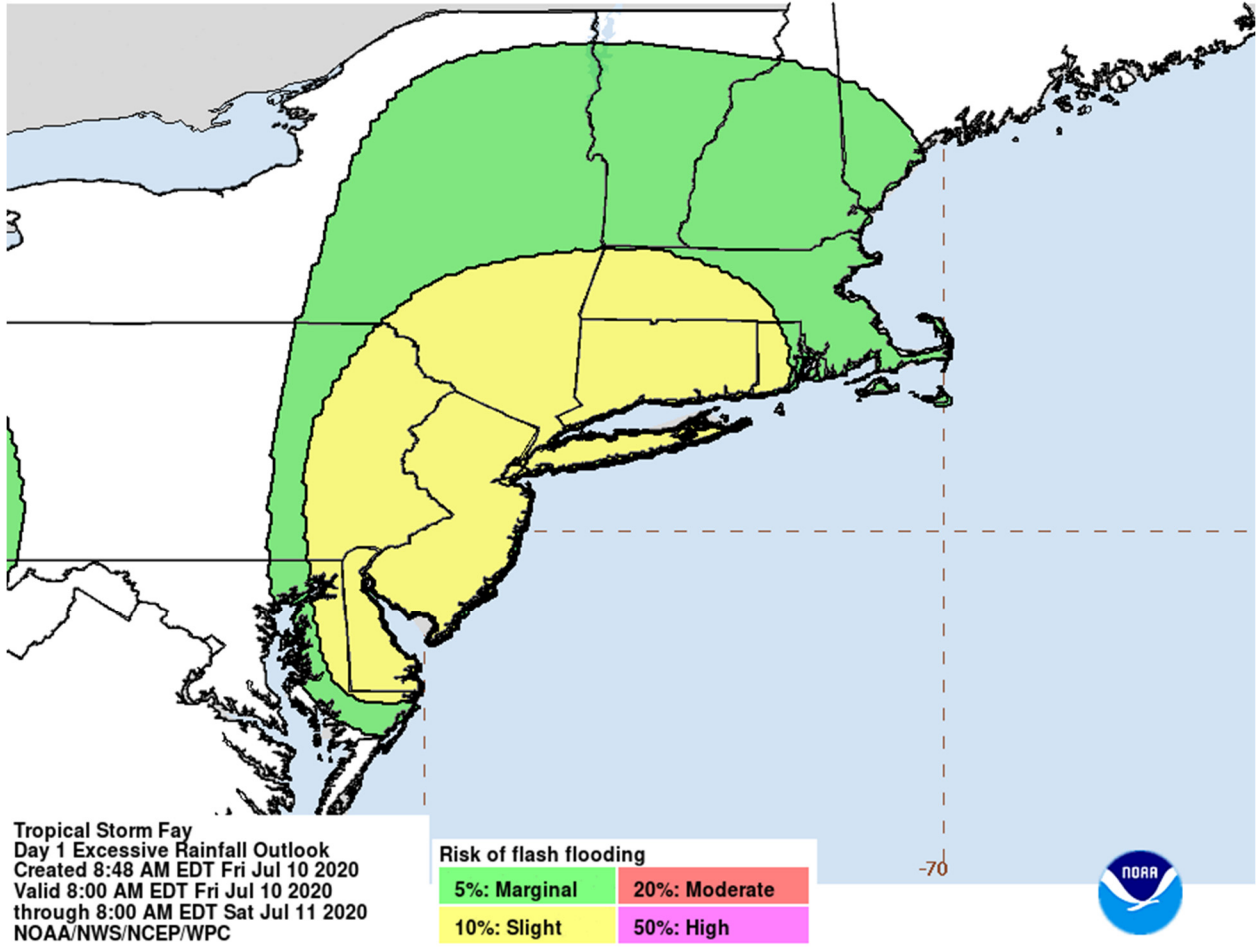 -70
NOAA
Tropical Storm Fay
Day 1 Excessive Rainfall Outlook
Created 8:48 AM EDT Fri Jul 10 2020
Valid 8:00 AM EDT Fri Jul 10 2020
through 8:00 AM EDT Sat Jul 11 2020
NOAA/NWS/NCEP/WPC
Risk of flash flooding
5%: Marginal
20%: Moderate
10%: Slight
50%: High